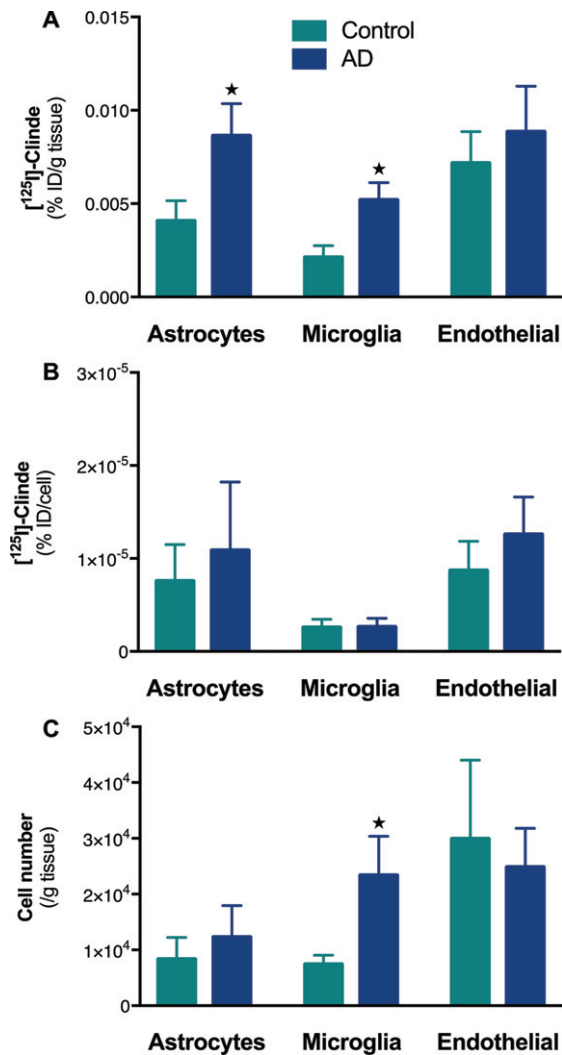 A
Control
AD
[¹²⁵I]-Clinde
(% ID/g tissue)
0.015
0.010
0.005
0.000
★
★
Astrocytes Microglia Endothelial
B
[¹²⁵I]-Clinde
(% ID/cell)
3×10⁻⁵
2×10⁻⁵
1×10⁻⁵
0
Astrocytes Microglia Endothelial
C
Cell number
(/g tissue)
5×10⁴
4×10⁴
3×10⁴
2×10⁴
1×10⁴
0
★
Astrocytes Microglia Endothelial